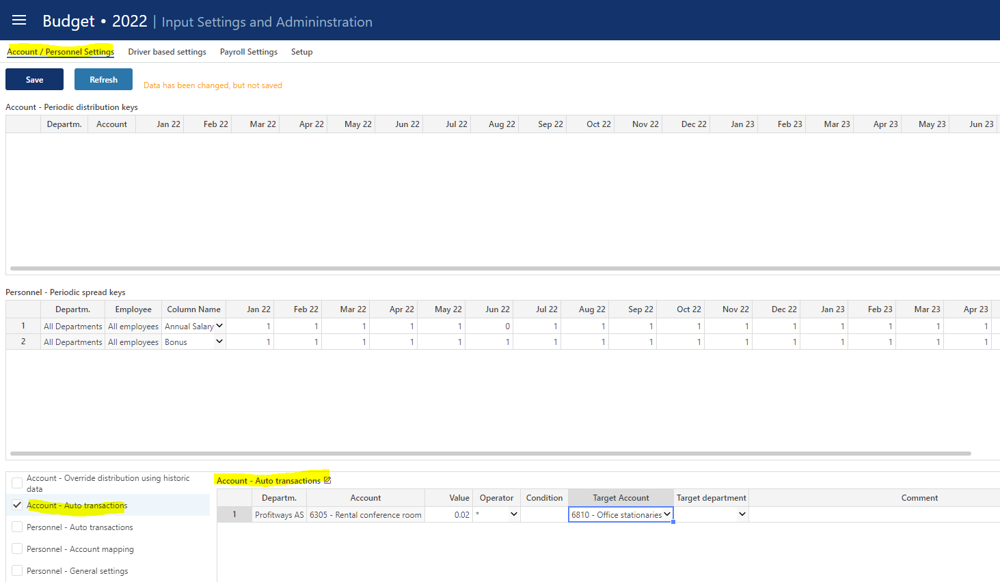 Budget • 2022 | Input Settings and Admininstration
Account / Personnel Settings Driver based settings Payroll Settings Setup
Save Refresh Data has been changed, but not saved
Account - Periodic distribution keys
Departm. Account Jan 22 Feb 22 Mar 22 Apr 22 May 22 Jun 22 Jul 22 Aug 22 Sep 22 Oct 22 Nov 22 Dec 22 Jan 23 Feb 23 Mar 23 Apr 23 May 23 Jun 23
Personnel - Periodic spread keys
Departm. Employee Column Name Jan 22 Feb 22 Mar 22 Apr 22 May 22 Jun 22 Jul 22 Aug 22 Sep 22 Oct 22 Nov 22 Dec 22 Jan 23 Feb 23 Mar 23 Apr 23
1 All Departments All employees Annual Salary 1 1 1 1 1 0 1 1 1 1 1 1 1 1 1 1
2 All Departments All employees Bonus 1 1 1 1 1 1 1 1 1 1 1 1 1 1 1 1
Account - Override distribution using historic
data
Account - Auto transactions
Personnel - Auto transactions
Personnel - Account mapping
Personnel - General settings
Account - Auto transactions
Departm. Account Value Operator Condition Target Account Target department Comment
1 Profitways AS 6305 - Rental conference room 0.02 * 6810 - Office stationaries